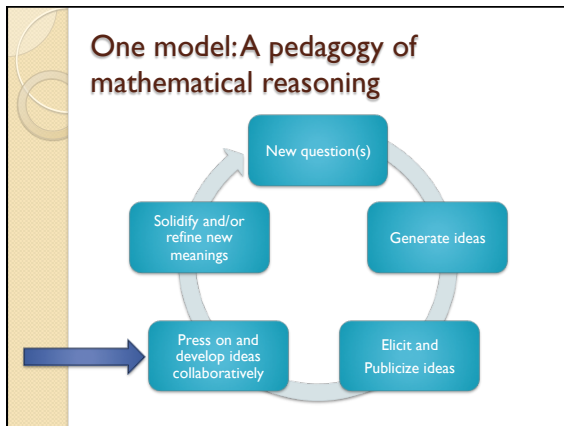 One model: A pedagogy of
mathematical reasoning
New question(s)
Generate ideas
Elicit and
Publicize ideas
Press on and
develop ideas
collaboratively
Solidify and/or
refine new
meanings